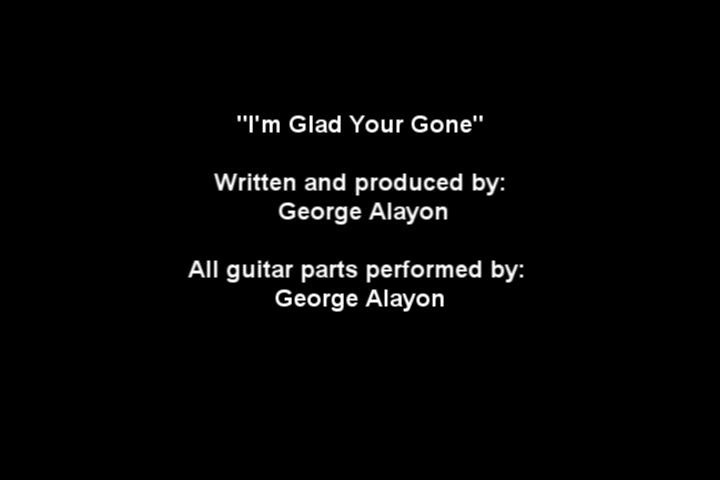 "I'm Glad Your Gone"
Written and produced by:
George Alayon
All guitar parts performed by:
George Alayon